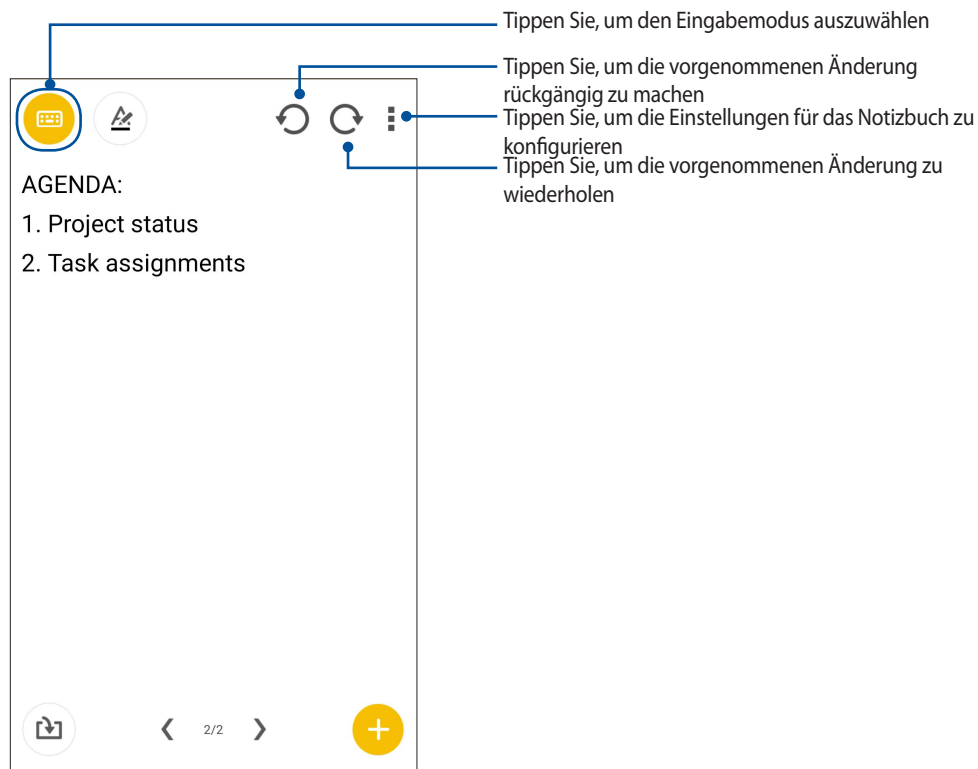 Tippen Sie, um den Eingabemodus auszuwählen
Tippen Sie, um die vorgenommenen Änderung
rückgängig zu machen
Tippen Sie, um die Einstellungen für das Notizbuch zu
konfigurieren
Tippen Sie, um die vorgenommenen Änderung zu
wiederholen
AGENDA:
1. Project status
2. Task assignments
2/2